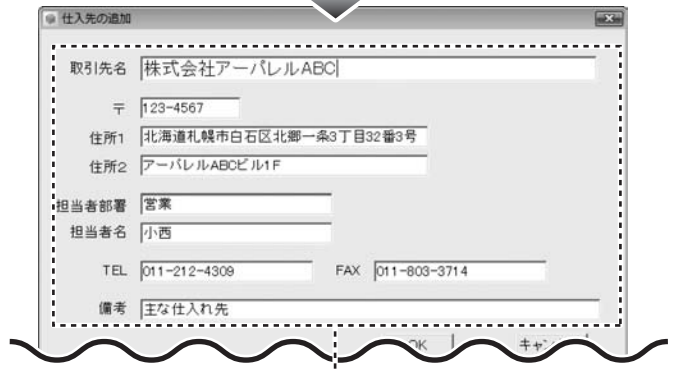 仕入先の追加
取引先名 株式会社アーパレルABC
〒 123-4567
住所1 北海道札幌市白石区北郷一条3丁目32番3号
住所2 アーパレルABCビル1F
担当者部署 営業
担当者名 小西
TEL 011-212-4309 FAX 011-803-3714
備考 主な仕入れ先
OK